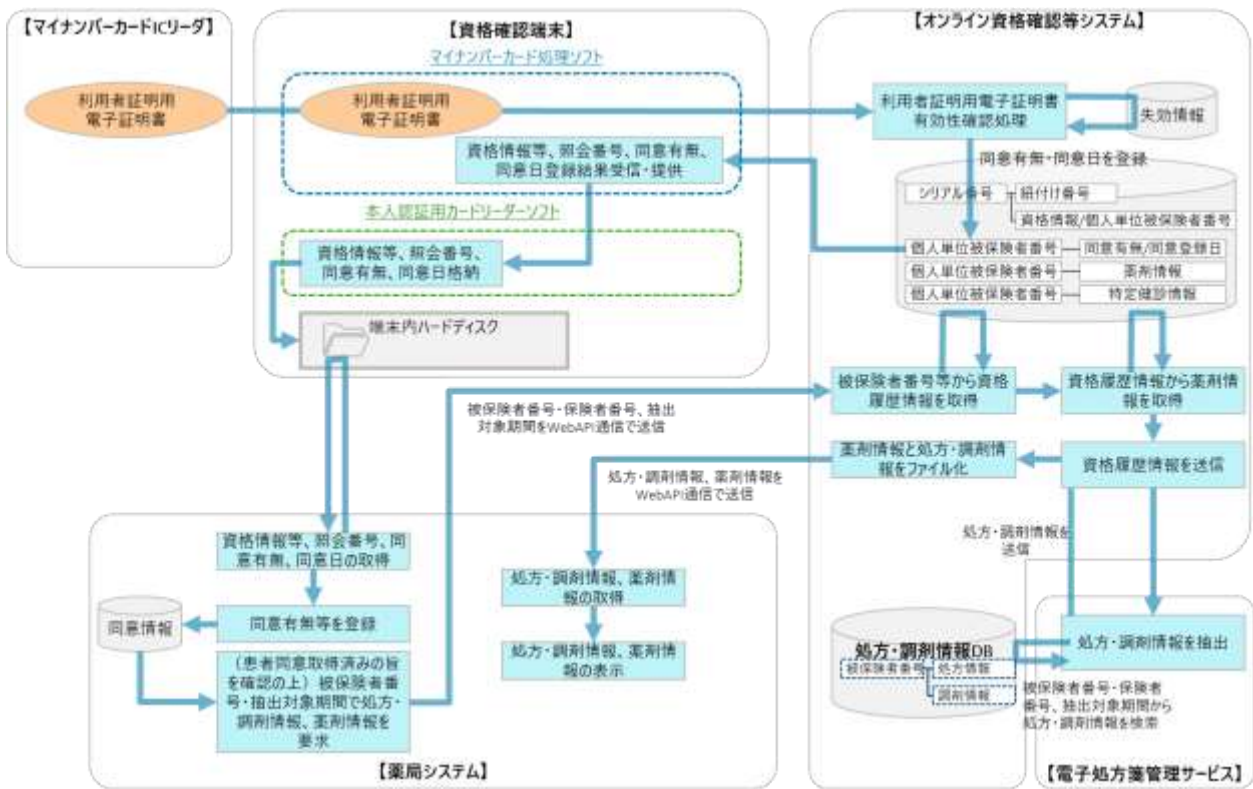 【マイナンバーカードICリーダ】
利用者証明用
電子証明書
【資格確認端末】
マイナンバーカード処理ソフト
利用者証明用
電子証明書
資格情報等、照会番号、同意有無、
同意日登録結果受信・提供
本人認証用カードリーダーソフト
資格情報等、照会番号、
同意有無、同意日格納
端末内ハードディスク
【オンライン資格確認等システム】
利用者証明用電子証明書
有効性確認処理
失効情報
同意有無・同意日を登録
シリアル番号
紐付け番号
資格情報/個人単位被保険者番号
個人単位被保険者番号
同意有無/同意登録日
個人単位被保険者番号
薬剤情報
個人単位被保険者番号
特定健診情報
被保険者番号等から資格
履歴情報を取得
資格履歴情報から薬剤情
報を取得
被保険者番号・保険者番号、抽出
対象期間をWebAPI通信で送信
薬剤情報と処方・調剤情
報をファイル化
資格履歴情報を送信
処方・調剤情報、薬剤情報を
WebAPI通信で送信
処方・調剤情報を
送信
資格情報等、照会番号、同
意有無、同意日の取得
同意情報
同意有無等を登録
（患者同意取得済みの旨
を確認の上）被保険者番
号・抽出対象期間で処方・
調剤情報、薬剤情報を
要求
処方・調剤情報、薬剤情
報の取得
処方・調剤情報、薬剤情
報の表示
【薬局システム】
処方・調剤情報DB
被保険者番号
処方情報
調剤情報
処方・調剤情報を抽出
被保険者番号・保険者
番号、抽出対象期間から
処方・調剤情報を検索
【電子処方箋管理サービス】